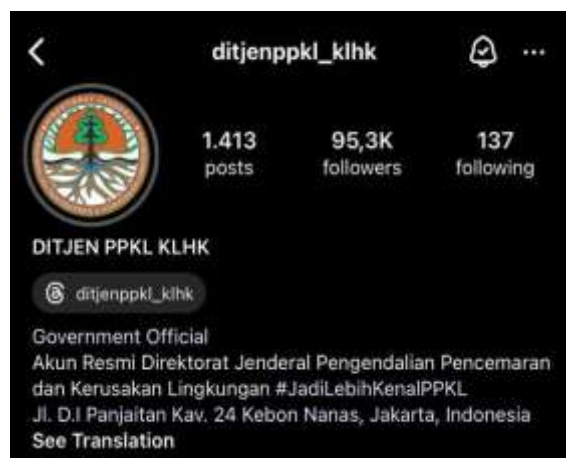 ditjenppkl_klhk
1.413 95,3K 137
posts followers following
DITJEN PPKL KLHK
ditjenppkl_klhk
Government Official
Akun Resmi Direktorat Jenderal Pengendalian Pencemaran
dan Kerusakan Lingkungan #JadiLebihKenalPPKL
Jl. D.I Panjaitan Kav. 24 Kebon Nanas, Jakarta, Indonesia
See Translation